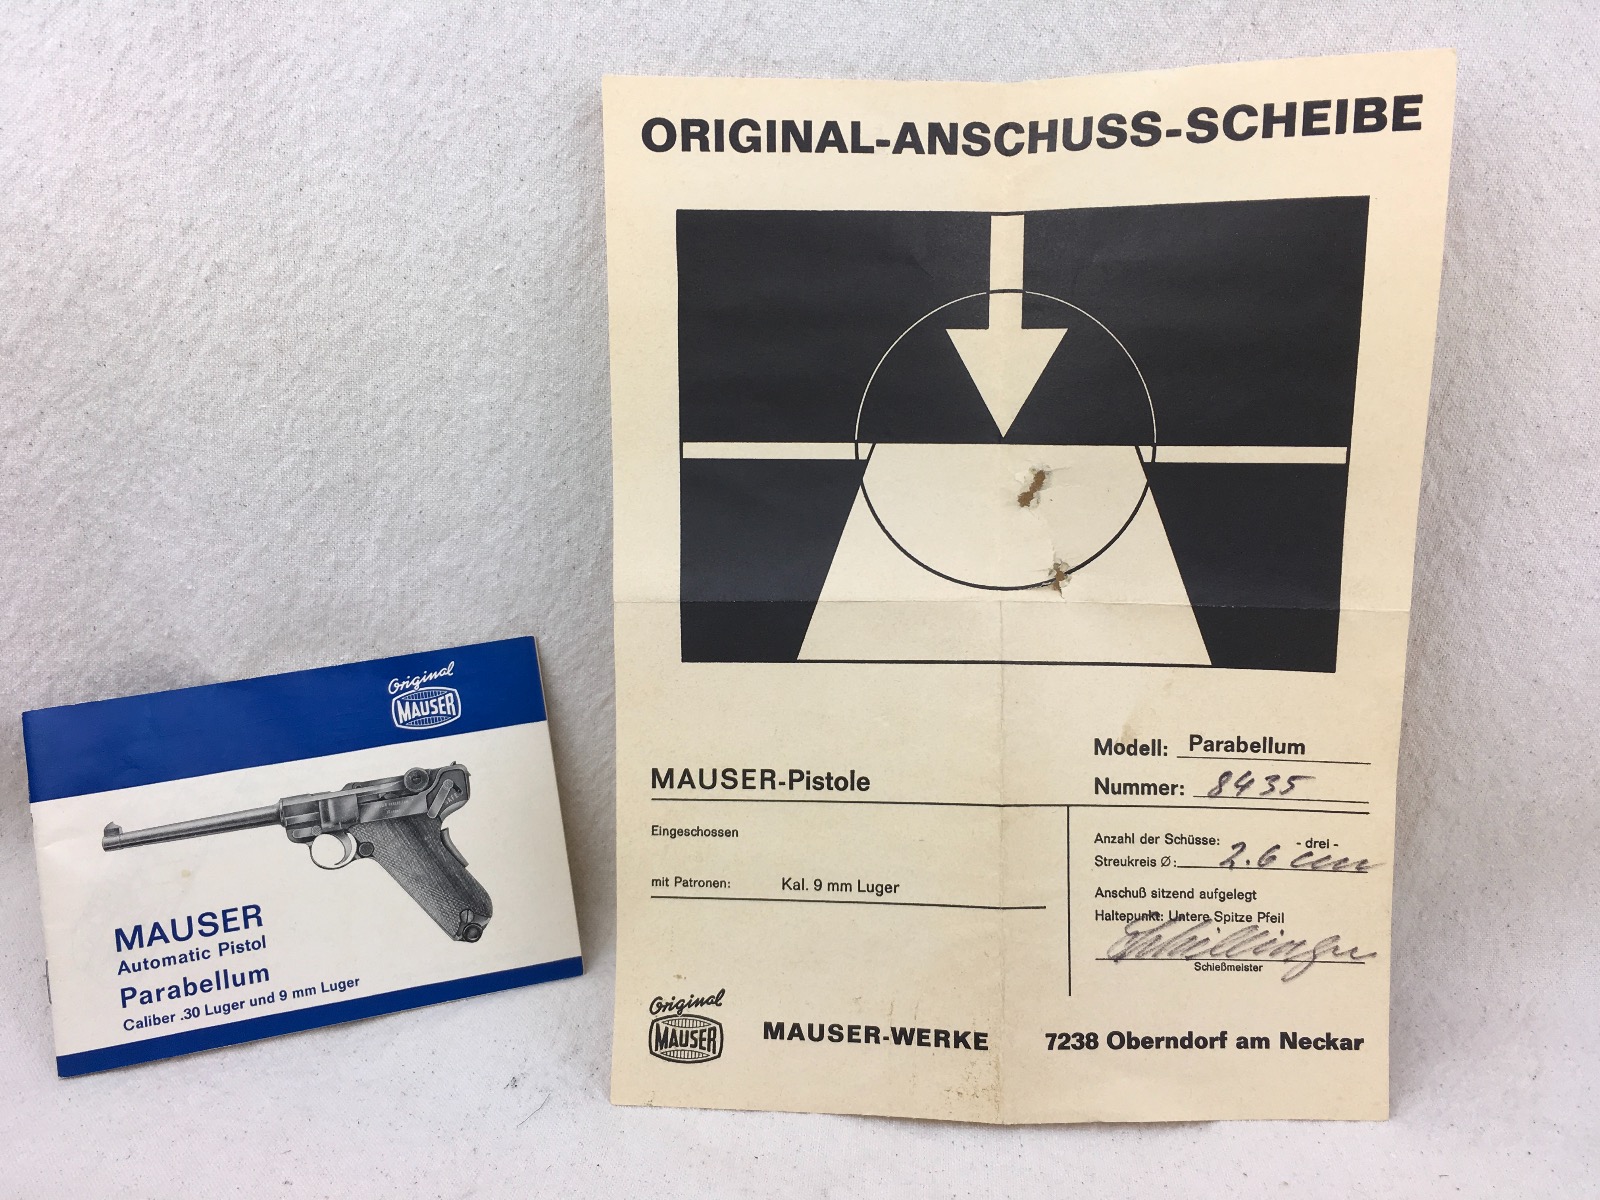 Original
MAUSER
MAUSER
Automatic Pistol
Parabellum
Caliber .30 Luger und 9 mm Luger
ORIGINAL-ANSCHUSS-SCHEIBE
Modell: Parabellum
MAUSER-Pistole
Nummer: 8435
Eingeschossen
Anzahl der Schüsse: - drei -
Streukreis Ø: 2.6 cm
mit Patronen: Kal. 9 mm Luger
Anschuß sitzend aufgelegt
Haltepunkt: Untere Spitze Pfeil
Schießmeister
Original
MAUSER
MAUSER-WERKE 7238 Oberndorf am Neckar